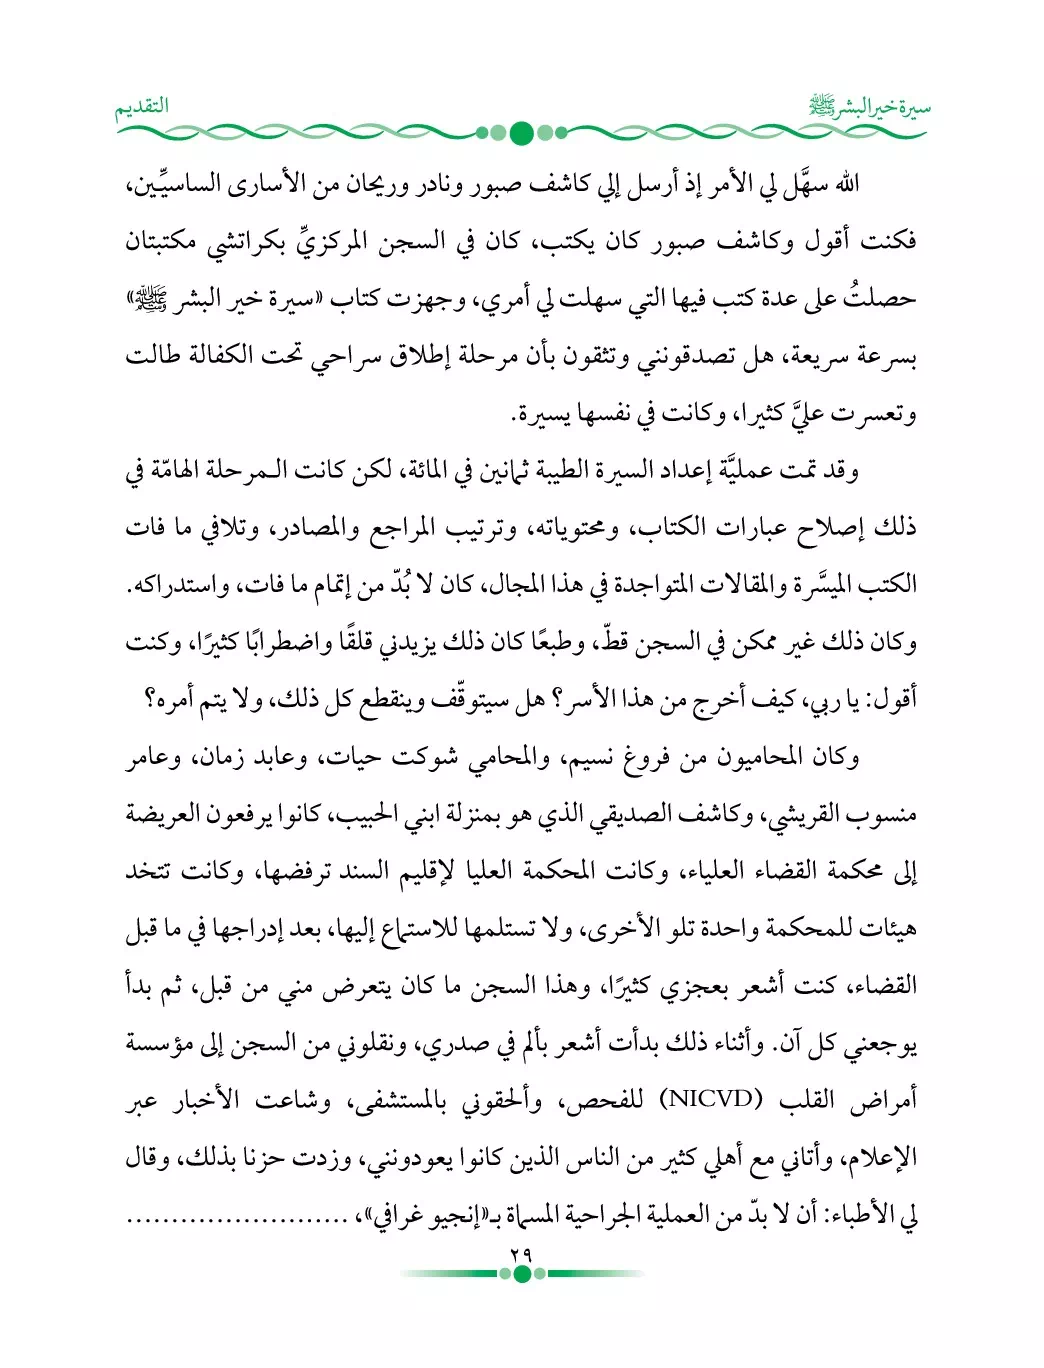 سيرة خير البشر ﷺ
التقديم
الله سهَّل لي الأمر إذ أرسل إلي كاشف صبور ونادر وريحان من الأسارى الساسيِّين،
فكنت أقول وكاشف صبور كان يكتب، كان في السجن المركزيِّ بكراتشي مكتبتان
حصلتُ على عدة كتب فيها التي سهلت لي أمري، وجهزت كتاب «سيرة خير البشر ﷺ»
بسرعة سريعة، هل تصدقونني وتثقون بأن مرحلة إطلاق سراحي تحت الكفالة طالت
وتعسرت عليَّ كثيرا، وكانت في نفسها يسيرة.
وقد تمت عمليَّة إعداد السيرة الطيبة ثمانين في المائة، لكن كانت الـمرحلة الهامّة في
ذلك إصلاح عبارات الكتاب، ومحتوياته، وترتيب المراجع والمصادر، وتلافي ما فات
الكتب الميسَّرة والمقالات المتواجدة في هذا المجال، كان لا بُدّ من إتمام ما فات، واستدراكه.
وكان ذلك غير ممكن في السجن قطّ، وطبعًا كان ذلك يزيدني قلقًا واضطرابًا كثيرًا، وكنت
أقول: يا ربي، كيف أخرج من هذا الأسر؟ هل سيتوقّف وينقطع كل ذلك، ولا يتم أمره؟
وكان المحاميون من فروغ نسيم، والمحامي شوكت حيات، وعابد زمان، وعامر
منسوب القريشي، وكاشف الصديقي الذي هو بمنزلة ابني الحبيب، كانوا يرفعون العريضة
إلى محكمة القضاء العلياء، وكانت المحكمة العليا لإقليم السند ترفضها، وكانت تتخد
هيئات للمحكمة واحدة تلو الأخرى، ولا تستلمها للاستماع إليها، بعد إدراجها في ما قبل
القضاء، كنت أشعر بعجزي كثيرًا، وهذا السجن ما كان يتعرض مني من قبل، ثم بدأ
يوجعني كل آن. وأثناء ذلك بدأت أشعر بألم في صدري، ونقلوني من السجن إلى مؤسسة
أمراض القلب (NICVD) للفحص، وألحقوني بالمستشفى، وشاعت الأخبار عبر
الإعلام، وأتاني مع أهلي كثير من الناس الذين كانوا يعودونني، وزدت حزنا بذلك، وقال
لي الأطباء: أن لا بدّ من العملية الجراحية المسماة بـ«إنجيو غرافي»، .........................
٢٩